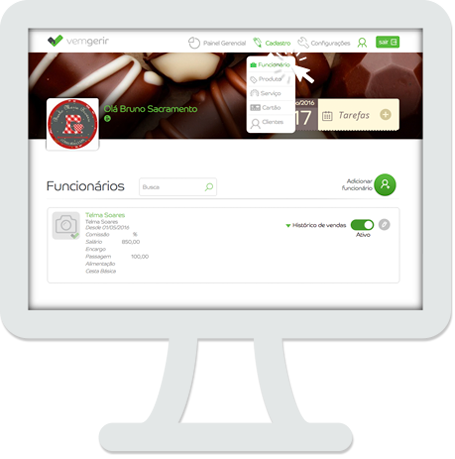 vemgerir
Painel Gerencial
Cadastro
Configurações
sair
Funcionário
Produto
Serviço
Cartão
Clientes
Olá Bruno Sacramento
/2016
17
Tarefas
Funcionários
Busca
Adicionar
funcionário
Telma Soares
Telma Soares
Desde 01/05/2016
Comissão %
Salário 850,00
Encargo
Passagem 100,00
Alimentação
Cesta Básica
Histórico de vendas
Ativo